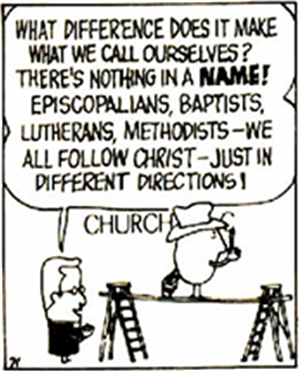 WHAT DIFFERENCE DOES IT MAKE
WHAT WE CALL OURSELVES?
THERE'S NOTHING IN A NAME!
EPISCOPALIANS, BAPTISTS,
LUTHERANS, METHODISTS—WE
ALL FOLLOW CHRIST—JUST IN
DIFFERENT DIRECTIONS!
CHURCH